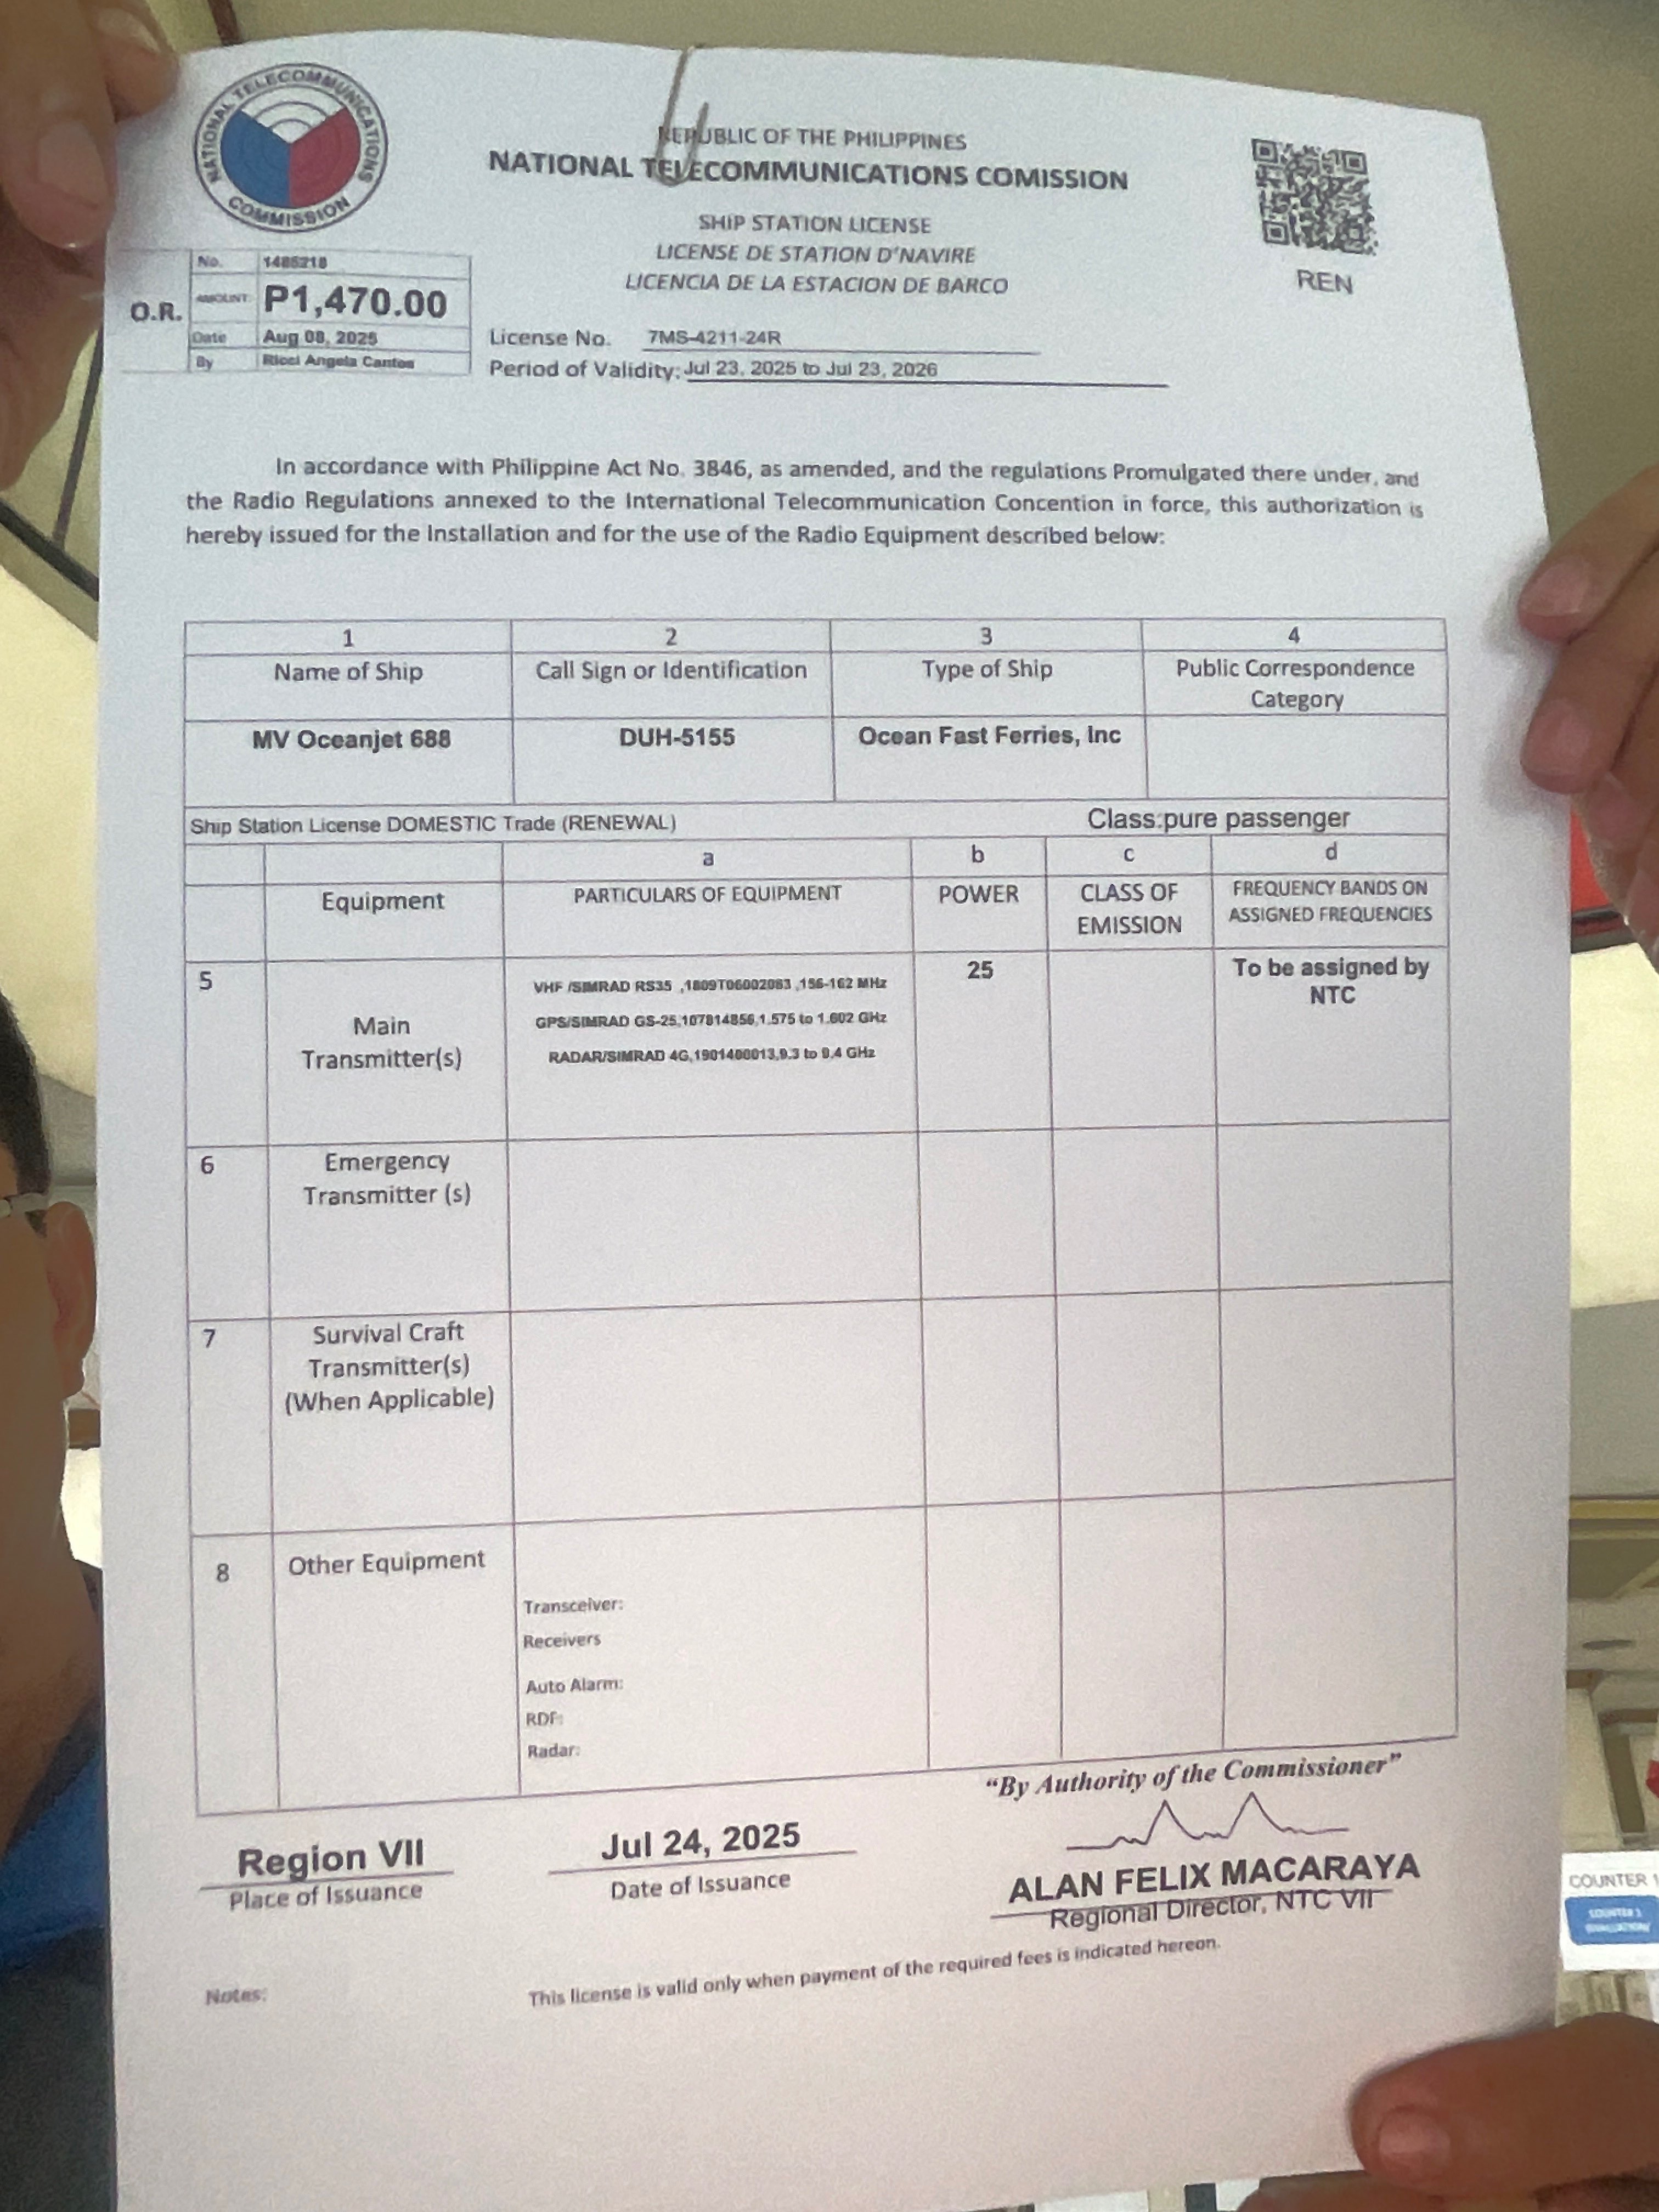 NATIONAL TELECOMMUNICATIONS COMMISSION
REPUBLIC OF THE PHILIPPINES
NATIONAL TELECOMMUNICATIONS COMISSION
SHIP STATION LICENSE
LICENSE DE STATION D'NAVIRE
LICENCIA DE LA ESTACION DE BARCO
REN
O.R.
No. 1485218
AMOUNT: P1,470.00
Date Aug 08, 2025
By Ricci Angela Cantos
License No. 7MS-4211-24R
Period of Validity: Jul 23, 2025 to Jul 23, 2026
In accordance with Philippine Act No. 3846, as amended, and the regulations Promulgated there under, and
the Radio Regulations annexed to the International Telecommunication Concention in force, this authorization is
hereby issued for the Installation and for the use of the Radio Equipment described below:
1 2 3 4
Name of Ship Call Sign or Identification Type of Ship Public Correspondence
Category
MV Oceanjet 688 DUH-5155 Ocean Fast Ferries, Inc
Ship Station License DOMESTIC Trade (RENEWAL) Class:pure passenger
a b c d
Equipment PARTICULARS OF EQUIPMENT POWER CLASS OF
EMISSION FREQUENCY BANDS ON
ASSIGNED FREQUENCIES
5 Main
Transmitter(s)
VHF /SIMRAD RS35 ,1809T06002083 ,156-162 MHz
GPS/SIMRAD GS-25,107814856,1.575 to 1.602 GHz
RADAR/SIMRAD 4G,1901400013,9.3 to 9.4 GHz
25
To be assigned by
NTC
6 Emergency
Transmitter (s)
7 Survival Craft
Transmitter(s)
(When Applicable)
8 Other Equipment
Transceiver:
Receivers
Auto Alarm:
RDF:
Radar:
"By Authority of the Commissioner"
Region VII
Place of Issuance
Jul 24, 2025
Date of Issuance
ALAN FELIX MACARAYA
Regional Director, NTC VII
Notes:
This license is valid only when payment of the required fees is indicated hereon.
COUNTER 1
COUNTER 1